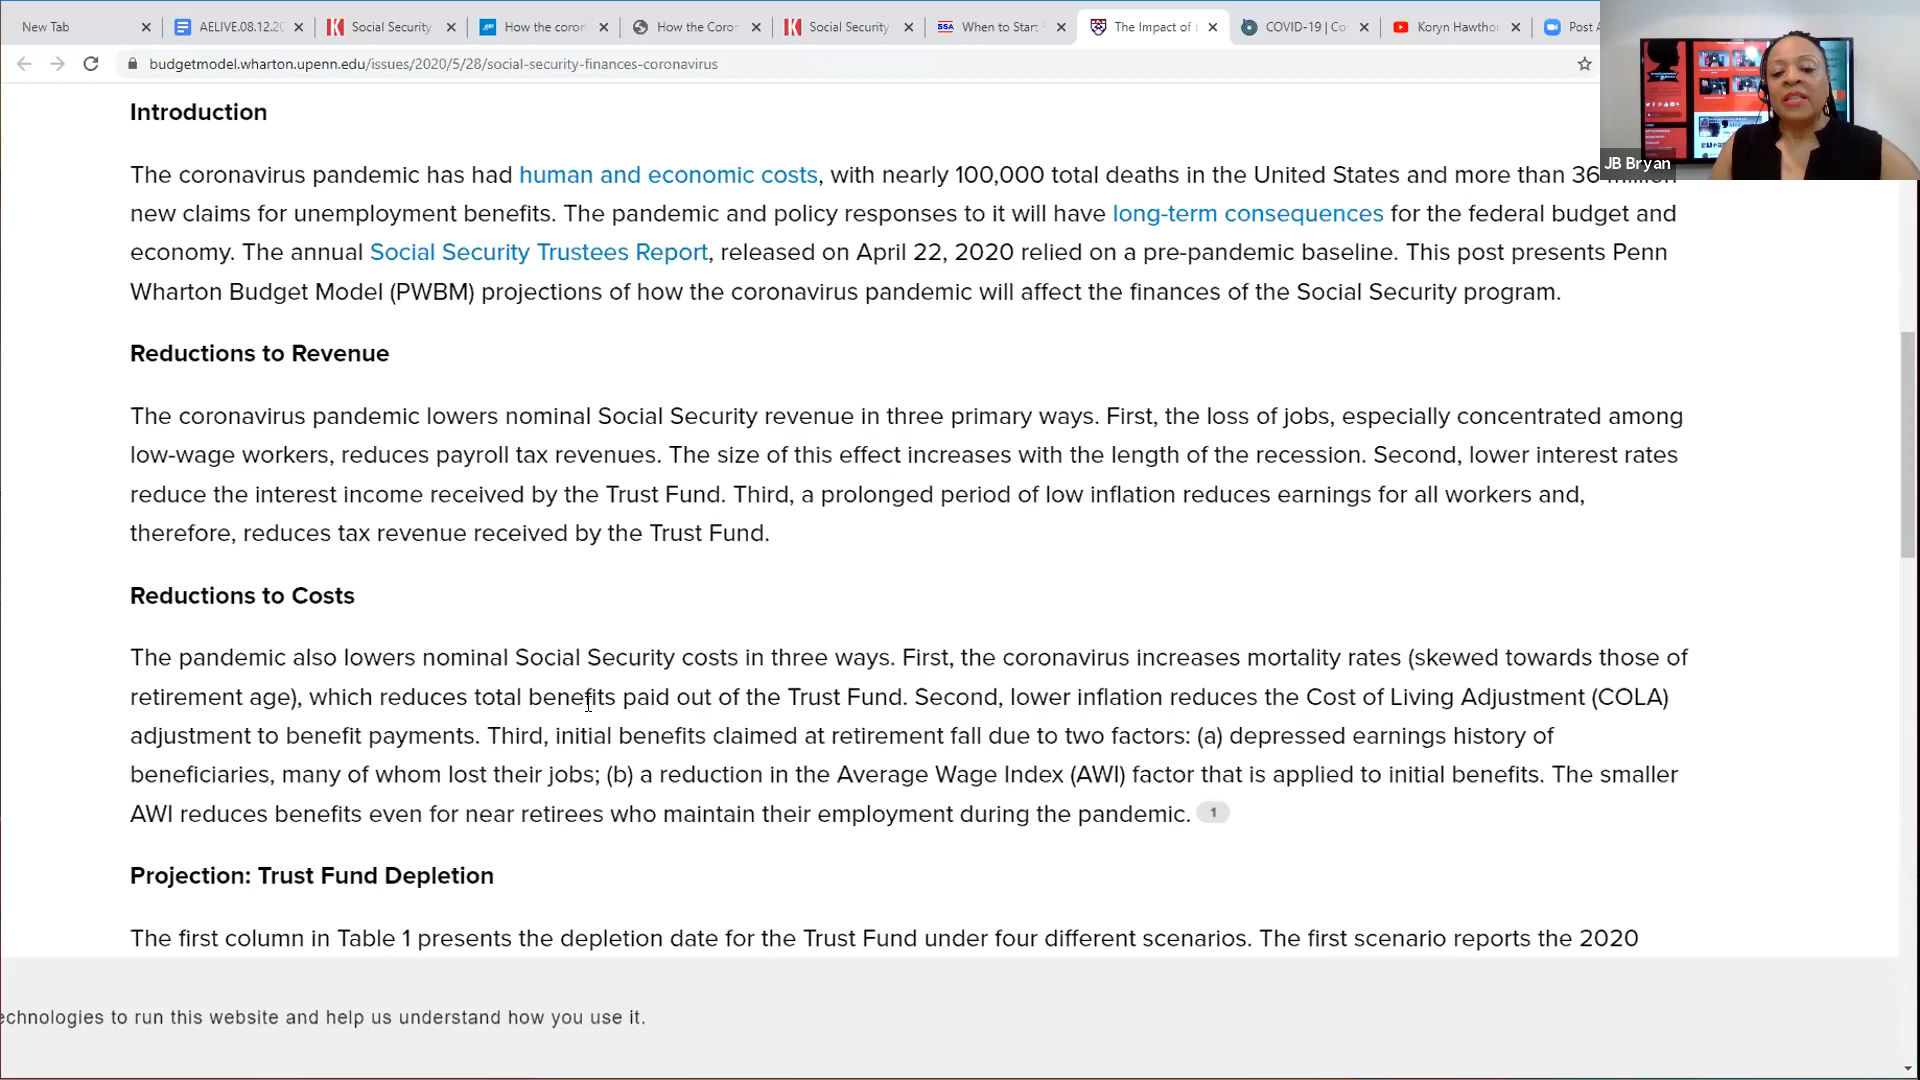 New Tab
AELIVE.08.12.20
Social Security
How the coron
How the Coron
Social Security
When to Start
The Impact of t
COVID-19 | Co
Koryn Hawtho
Post A
budgetmodel.wharton.upenn.edu/issues/2020/5/28/social-security-finances-coronavirus
JB Bryan
Introduction
The coronavirus pandemic has had human and economic costs, with nearly 100,000 total deaths in the United States and more than 36 million
new claims for unemployment benefits. The pandemic and policy responses to it will have long-term consequences for the federal budget and
economy. The annual Social Security Trustees Report, released on April 22, 2020 relied on a pre-pandemic baseline. This post presents Penn
Wharton Budget Model (PWBM) projections of how the coronavirus pandemic will affect the finances of the Social Security program.
Reductions to Revenue
The coronavirus pandemic lowers nominal Social Security revenue in three primary ways. First, the loss of jobs, especially concentrated among
low-wage workers, reduces payroll tax revenues. The size of this effect increases with the length of the recession. Second, lower interest rates
reduce the interest income received by the Trust Fund. Third, a prolonged period of low inflation reduces earnings for all workers and,
therefore, reduces tax revenue received by the Trust Fund.
Reductions to Costs
The pandemic also lowers nominal Social Security costs in three ways. First, the coronavirus increases mortality rates (skewed towards those of
retirement age), which reduces total benefits paid out of the Trust Fund. Second, lower inflation reduces the Cost of Living Adjustment (COLA)
adjustment to benefit payments. Third, initial benefits claimed at retirement fall due to two factors: (a) depressed earnings history of
beneficiaries, many of whom lost their jobs; (b) a reduction in the Average Wage Index (AWI) factor that is applied to initial benefits. The smaller
AWI reduces benefits even for near retirees who maintain their employment during the pandemic. 1
Projection: Trust Fund Depletion
The first column in Table 1 presents the depletion date for the Trust Fund under four different scenarios. The first scenario reports the 2020
echnologies to run this website and help us understand how you use it.